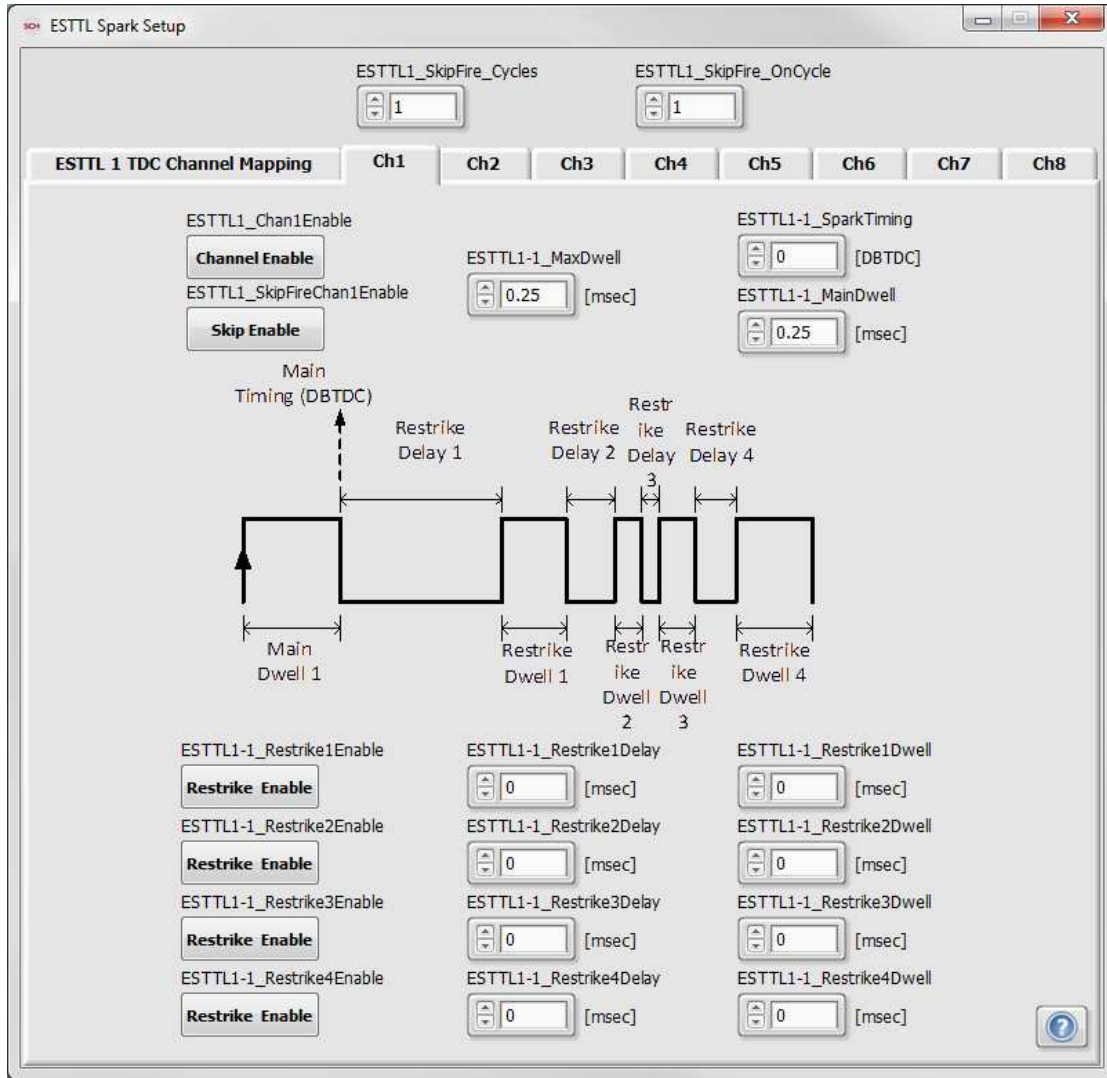 ESTTL Spark Setup
ESTTL1_SkipFire_Cycles ESTTL1_SkipFire_OnCycle
1 1
ESTTL 1 TDC Channel Mapping Ch1 Ch2 Ch3 Ch4 Ch5 Ch6 Ch7 Ch8
ESTTL1_Chan1Enable
Channel Enable
ESTTL1_SkipFireChan1Enable
Skip Enable
ESTTL1-1_MaxDwell
0.25 [msec]
ESTTL1-1_SparkTiming
0 [DBTDC]
ESTTL1-1_MainDwell
0.25 [msec]
Main
Timing (DBTDC)
Restrike
Delay 1
Restrike
Delay 2
Restr
ike
Delay
3
Restrike
Delay 4
Main
Dwell 1
Restrike
Dwell 1
Restr
ike
Dwell
2
Restr
ike
Dwell
3
Restrike
Dwell 4
ESTTL1-1_Restrike1Enable ESTTL1-1_Restrike1Delay ESTTL1-1_Restrike1Dwell
Restrike Enable 0 [msec] 0 [msec]
ESTTL1-1_Restrike2Enable ESTTL1-1_Restrike2Delay ESTTL1-1_Restrike2Dwell
Restrike Enable 0 [msec] 0 [msec]
ESTTL1-1_Restrike3Enable ESTTL1-1_Restrike3Delay ESTTL1-1_Restrike3Dwell
Restrike Enable 0 [msec] 0 [msec]
ESTTL1-1_Restrike4Enable ESTTL1-1_Restrike4Delay ESTTL1-1_Restrike4Dwell
Restrike Enable 0 [msec] 0 [msec]
?